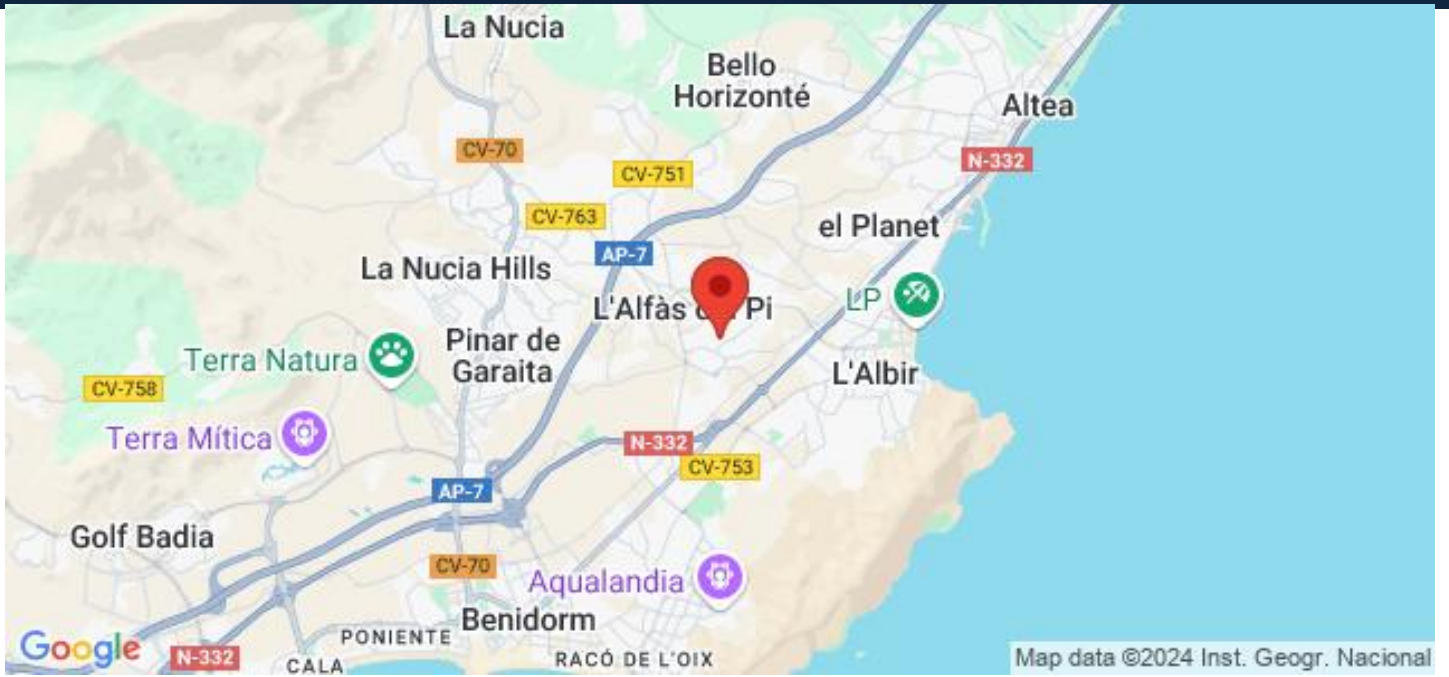 La Nucia
Bello
Horizonté
Altea
CV-70
N-332
CV-751
CV-763
el Planet
AP-7
La Nucia Hills
LP
L'Alfàs d Pi
Pinar de
Garaita
Terra Natura
L'Albir
CV-758
Terra Mítica
N-332
CV-753
AP-7
Golf Badia
CV-70
Aqualandia
Benidorm
PONIENTE
Google
N-332
CALA
RACÓ DE L'OIX
Map data ©2024 Inst. Geogr. Nacional